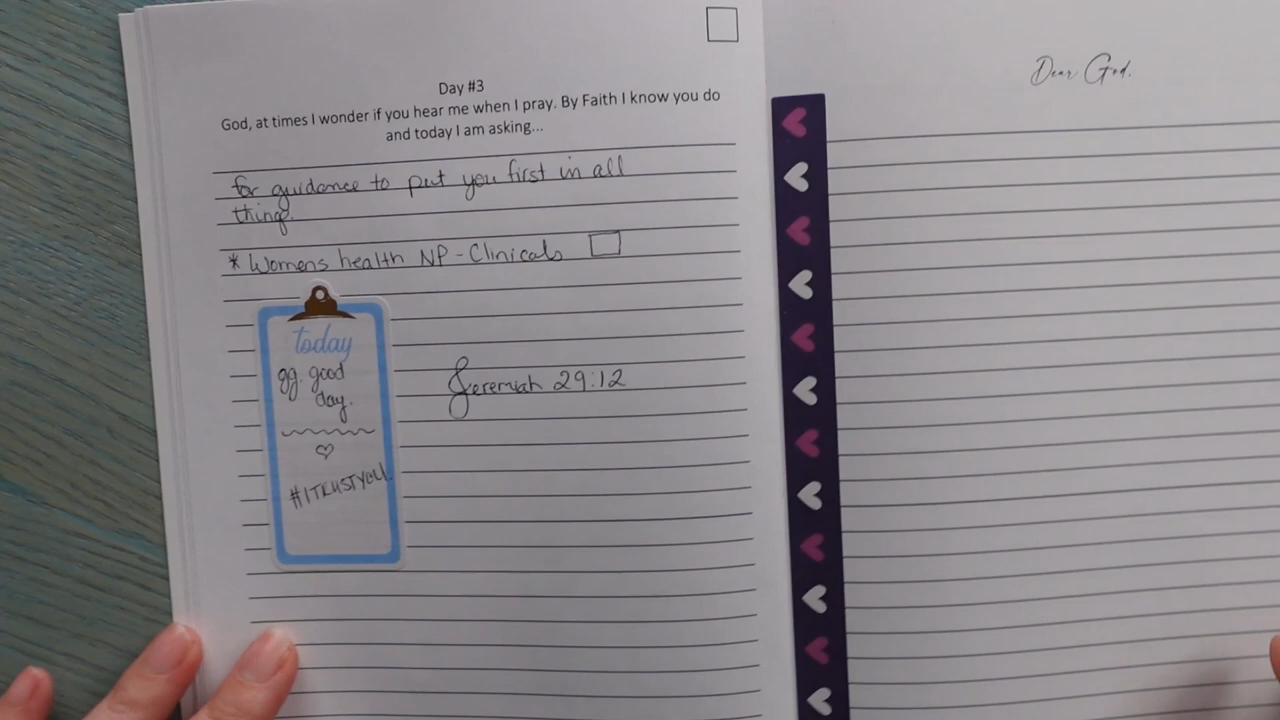 Day #3
God, at times I wonder if you hear me when I pray. By Faith I know you do
and today I am asking...
for guidance to put you first in all
things.
* Womens health NP - Clinicals
today
gg. good
day.
#ITRUSTYOU.
Jeremiah 29:12
Dear God,